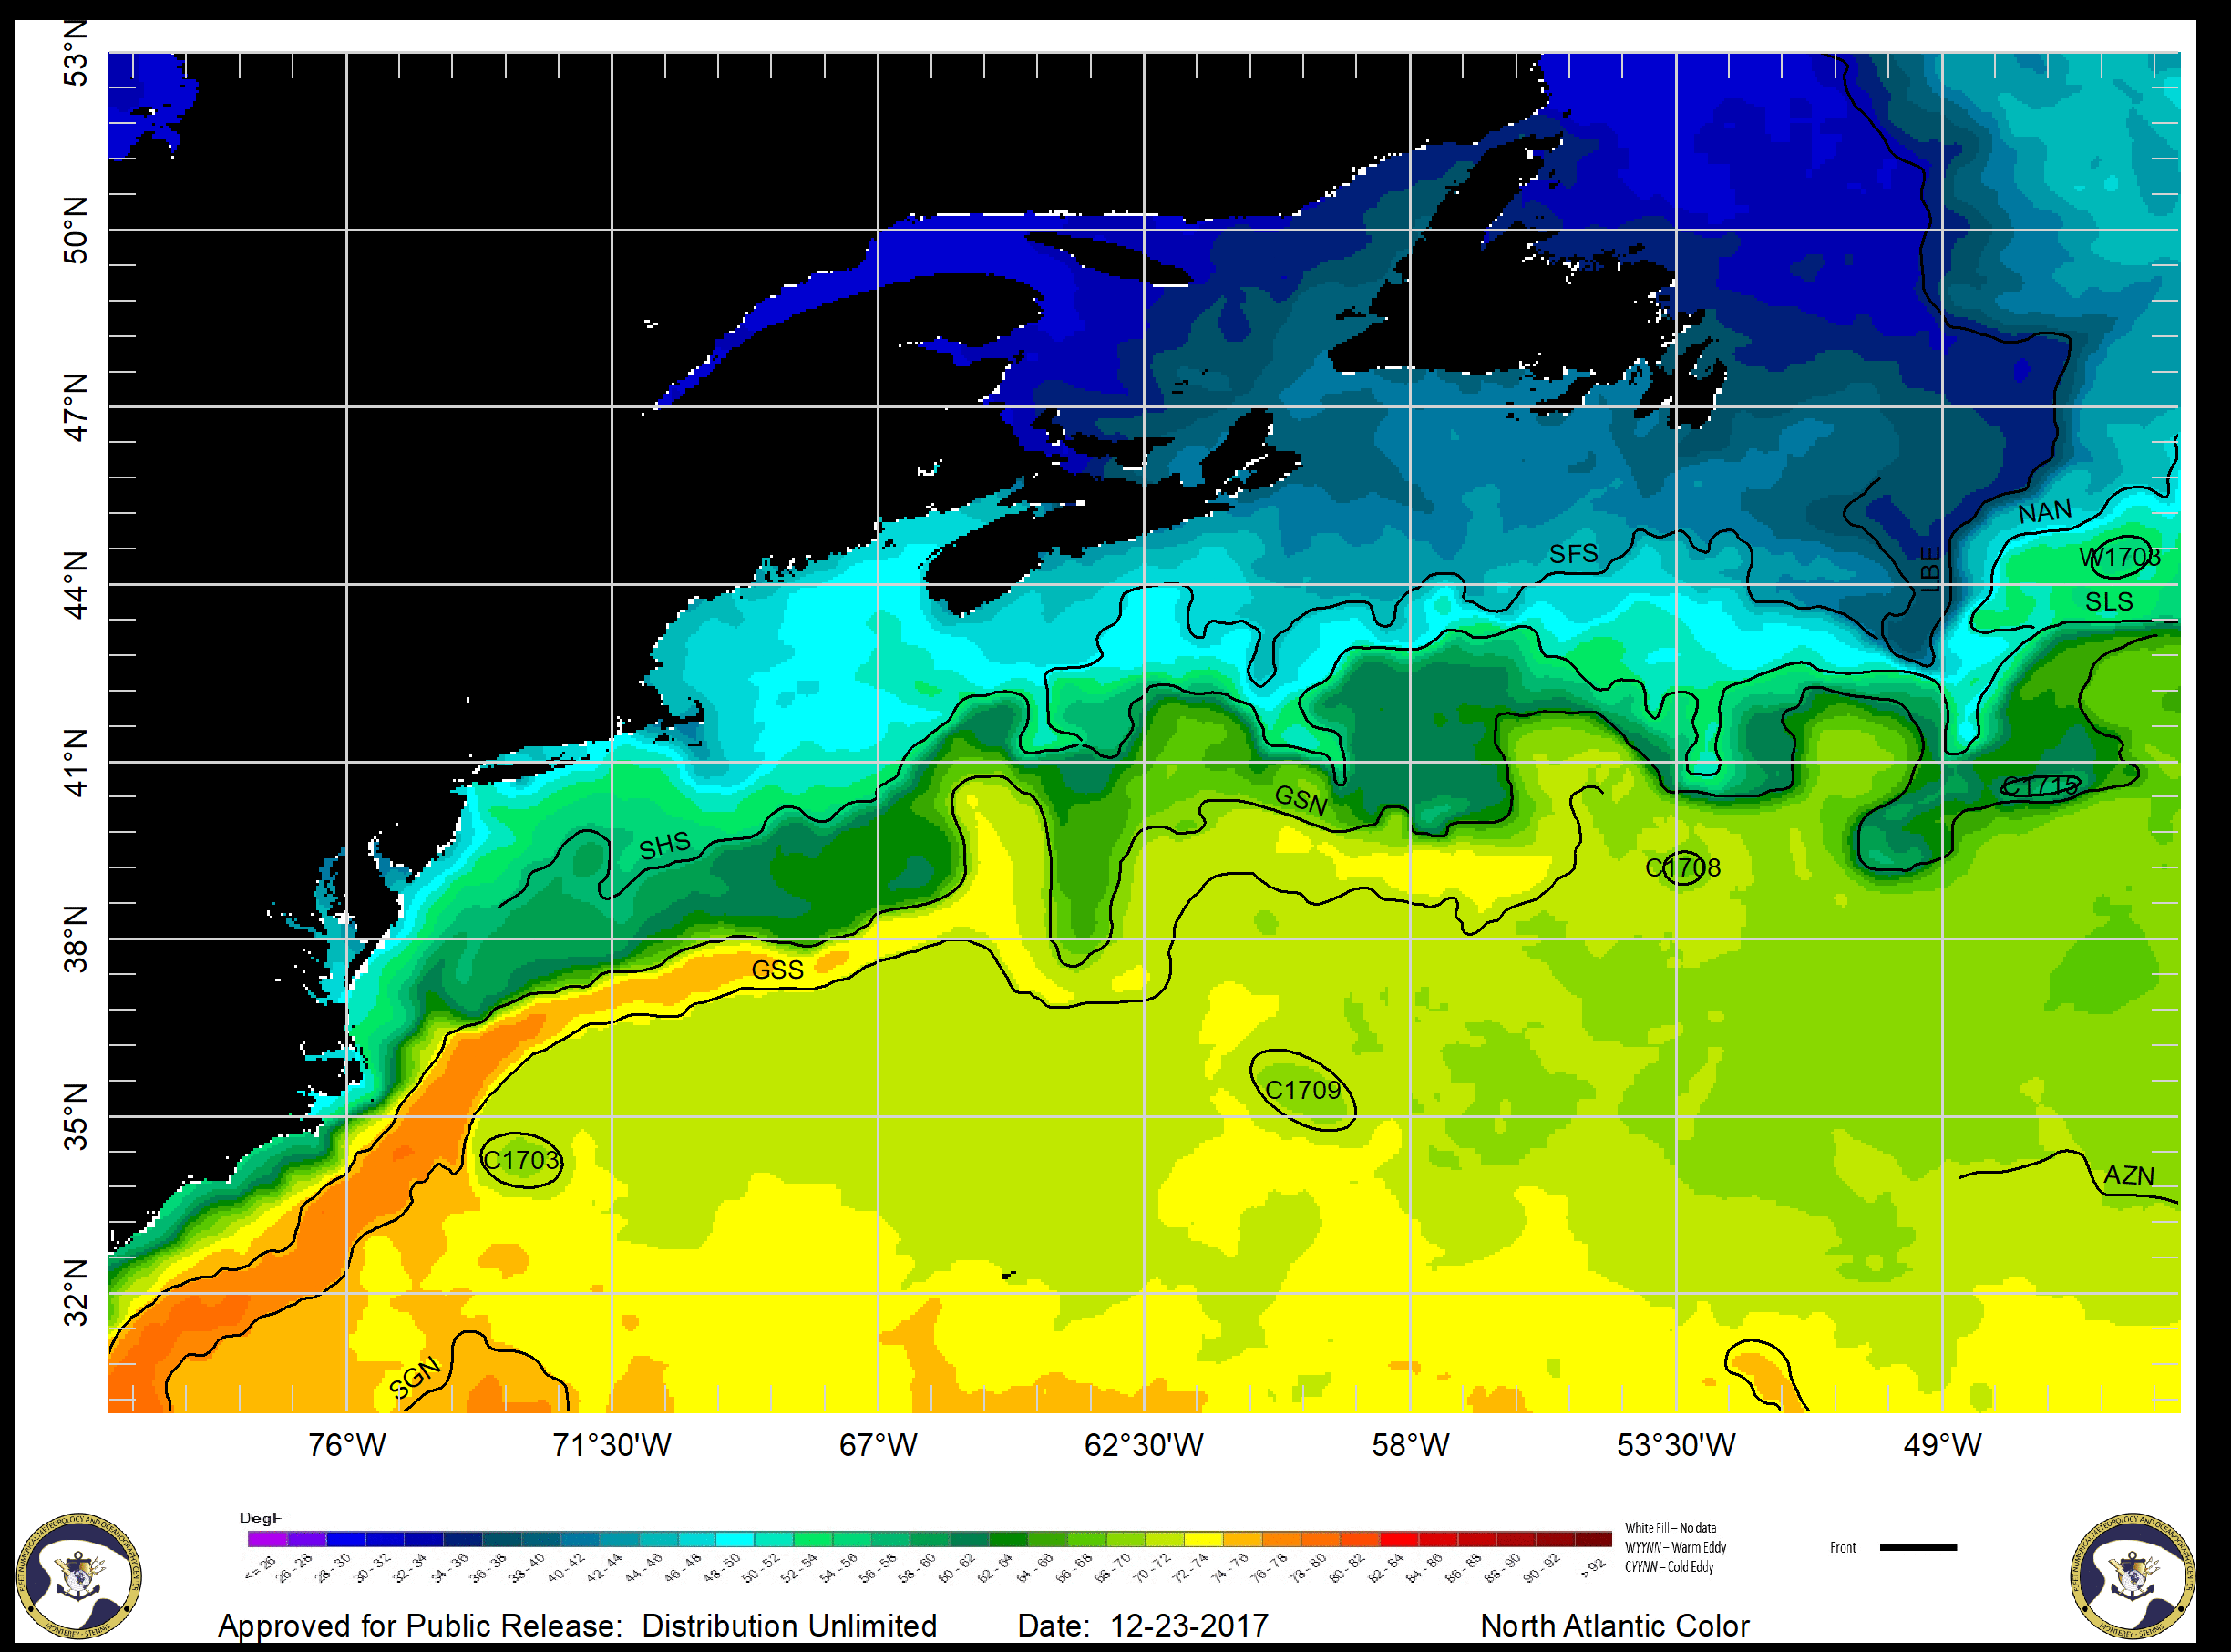 53°N
50°N
47°N
44°N
41°N
38°N
35°N
32°N
NAN
SFS
LBE
W1703
SLS
C1715
GSN
SHS
C1708
GSS
C1709
C1703
AZN
SGN
76°W 71°30'W 67°W 62°30'W 58°W 53°30'W 49°W
DegF
<= 26 26 - 28 28 - 30 30 - 32 32 - 34 34 - 36 36 - 38 38 - 40 40 - 42 42 - 44 44 - 46 46 - 48 48 - 50 50 - 52 52 - 54 54 - 56 56 - 58 58 - 60 60 - 62 62 - 64 64 - 66 66 - 68 68 - 70 70 - 72 72 - 74 74 - 76 76 - 78 78 - 80 80 - 82 82 - 84 84 - 86 86 - 88 88 - 90 90 - 92 > 92
White Fill – No data
WYYNN – Warm Eddy
CYYNN – Cold Eddy
Front
Approved for Public Release: Distribution Unlimited Date: 12-23-2017 North Atlantic Color